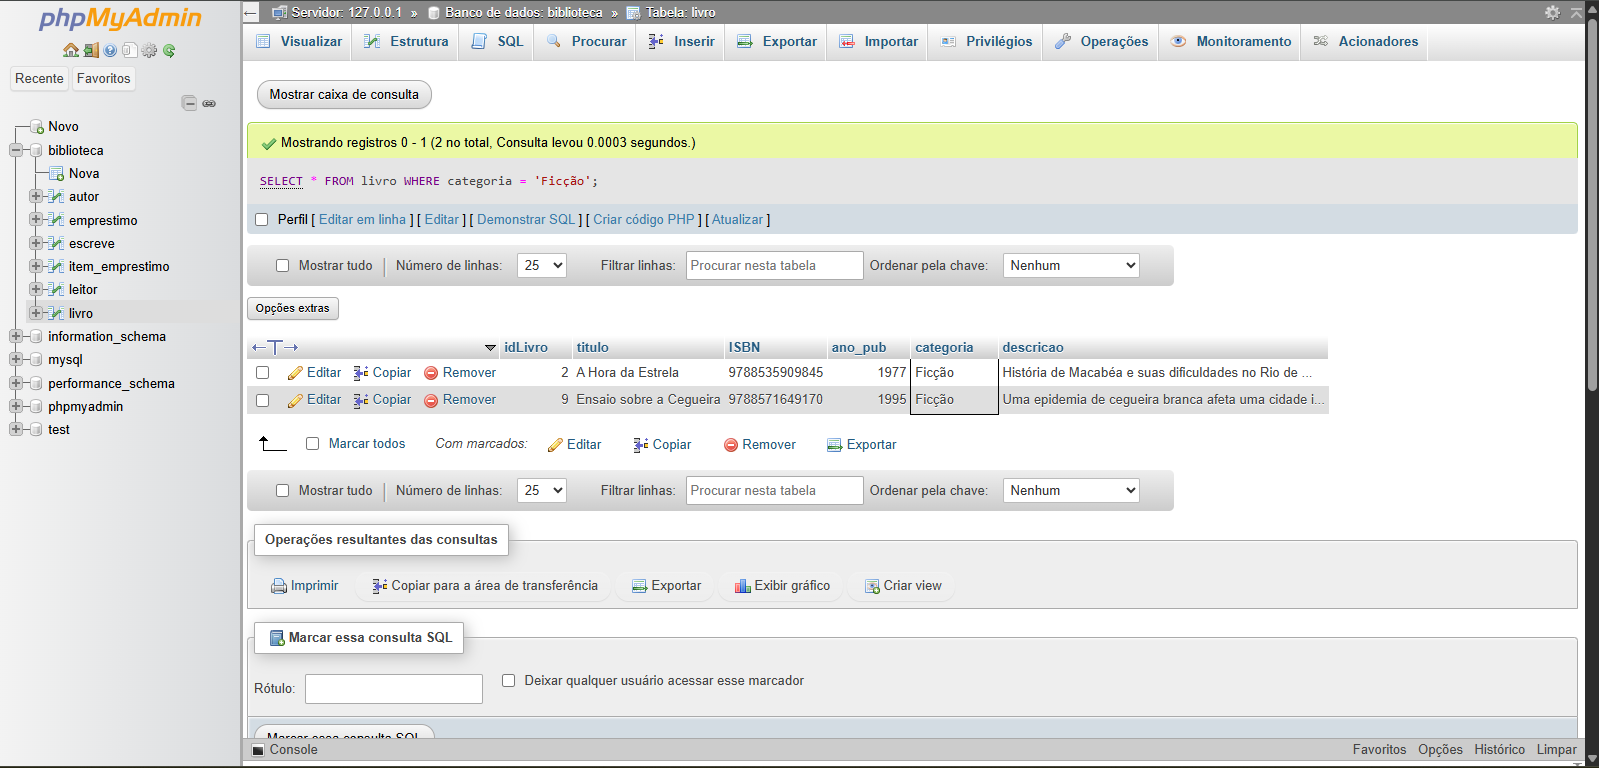 phpMyAdmin
Recente Favoritos
Novo
biblioteca
Nova
autor
emprestimo
escreve
item_emprestimo
leitor
livro
information_schema
mysql
performance_schema
phpmyadmin
test
Servidor: 127.0.0.1 » Banco de dados: biblioteca » Tabela: livro
Visualizar Estrutura SQL Procurar Inserir Exportar Importar Privilégios Operações Monitoramento Acionadores
Mostrar caixa de consulta
Mostrando registros 0 - 1 (2 no total, Consulta levou 0.0003 segundos.)
SELECT * FROM livro WHERE categoria = 'Ficção';
Perfil [ Editar em linha ] [ Editar ] [ Demonstrar SQL ] [ Criar código PHP ] [ Atualizar ]
Mostrar tudo Número de linhas: 25 Filtrar linhas: Procurar nesta tabela Ordenar pela chave: Nenhum
Opções extras
←T→ idLivro titulo ISBN ano_pub categoria descricao
Editar Copiar Remover 2 A Hora da Estrela 9788535909845 1977 Ficção História de Macabéa e suas dificuldades no Rio de ...
Editar Copiar Remover 9 Ensaio sobre a Cegueira 9788571649170 1995 Ficção Uma epidemia de cegueira branca afeta uma cidade i...
Marcar todos Com marcados: Editar Copiar Remover Exportar
Mostrar tudo Número de linhas: 25 Filtrar linhas: Procurar nesta tabela Ordenar pela chave: Nenhum
Operações resultantes das consultas
Imprimir Copiar para a área de transferência Exportar Exibir gráfico Criar view
Marcar essa consulta SQL
Rótulo: Deixar qualquer usuário acessar esse marcador
Marcar essa consulta SQL
Console Favoritos Opções Histórico Limpar